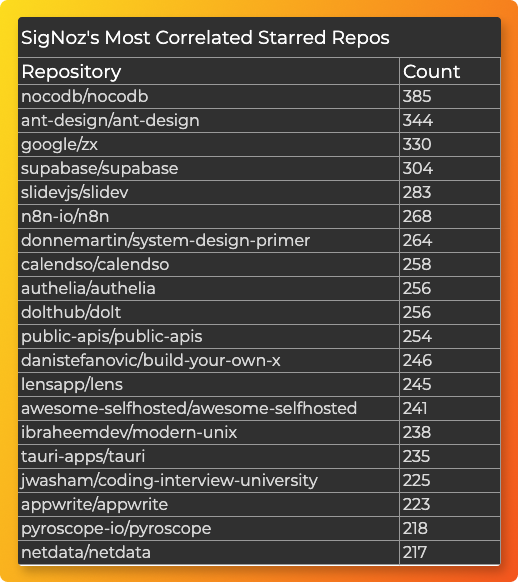 SigNoz's Most Correlated Starred Repos
Repository Count
nocodb/nocodb 385
ant-design/ant-design 344
google/zx 330
supabase/supabase 304
slidevjs/slidev 283
n8n-io/n8n 268
donnemartin/system-design-primer 264
calendso/calendso 258
authelia/authelia 256
dolthub/dolt 256
public-apis/public-apis 254
danistefanovic/build-your-own-x 246
lensapp/lens 245
awesome-selfhosted/awesome-selfhosted 241
ibraheemdev/modern-unix 238
tauri-apps/tauri 235
jwasham/coding-interview-university 225
appwrite/appwrite 223
pyroscope-io/pyroscope 218
netdata/netdata 217